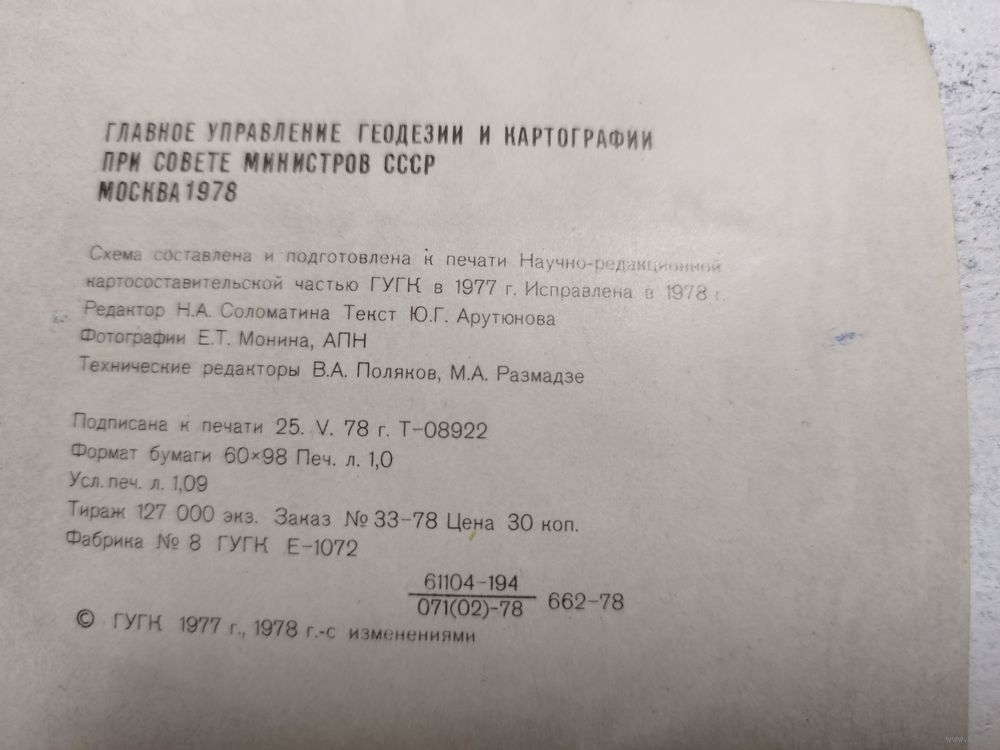 ГЛАВНОЕ УПРАВЛЕНИЕ ГЕОДЕЗИИ И КАРТОГРАФИИ
ПРИ СОВЕТЕ МИНИСТРОВ СССР
МОСКВА 1978
Схема составлена и подготовлена к печати Научно-редакционной
картосоставительской частью ГУГК в 1977 г. Исправлена в 1978 г.
Редактор Н.А. Соломатина Текст Ю.Г. Арутюнова
Фотографии Е.Т. Монина, АПН
Технические редакторы В.А. Поляков, М.А. Размадзе
Подписана к печати 25. V. 78 г. Т-08922
Формат бумаги 60×98 Печ. л. 1,0
Усл. печ. л. 1,09
Тираж 127 000 экз. Заказ №33-78 Цена 30 коп.
Фабрика № 8 ГУГК Е-1072
61104-194
071(02)-78 662-78
© ГУГК 1977 г., 1978 г.-с изменениями